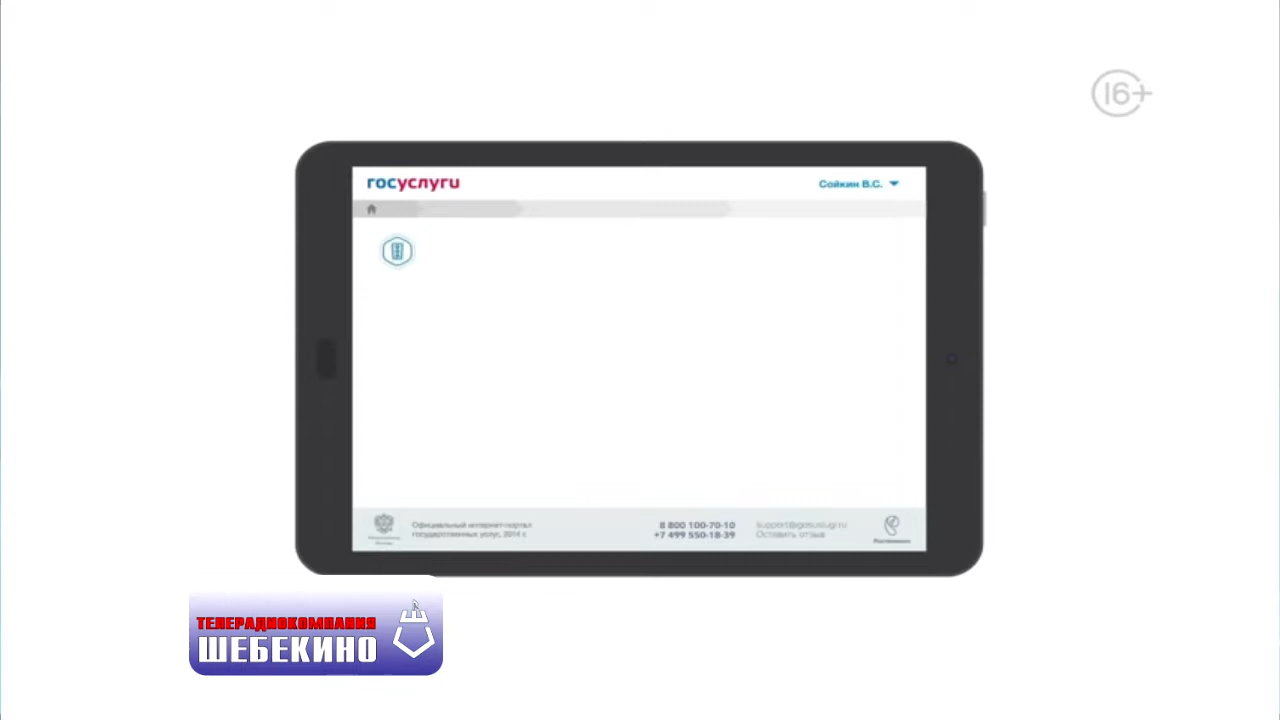 16+
госуслуги
Сойкин В.С.
Официальный интернет-портал
государственных услуг, 2014 г.
8 800 100-70-10
+7 499 550-18-39
support@gosuslugi.ru
Оставить отзыв
Ростелеком
ТЕЛЕРАДИОКОМПАНИЯ
ШЕБЕКИНО